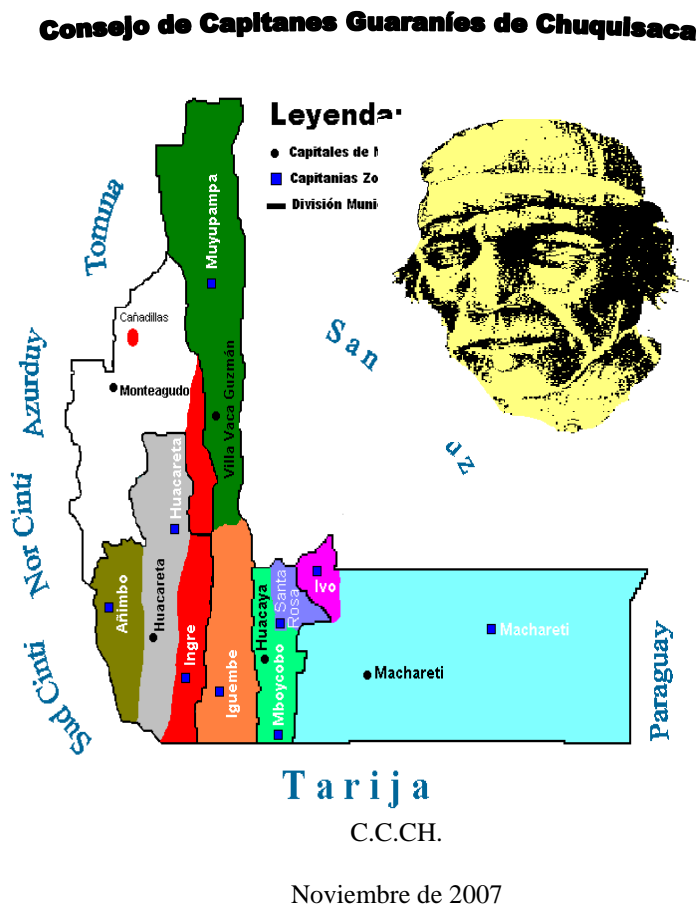 Consejo de Capitanes Guaraníes de Chuquisaca
Leyenda:
Capitales de
Capitanias
División
Tomina
Muyupampa
San
Cañadillas
Azurduy
Monteagudo
Villa Vaca Guzmán
Huacareta
Nor Cinti
Añimbo
Huacareta
Ingre
Iguembe
Huacaya
Mboycobo
Santa
Rosa
Ivo
Machareti
Machareti
Sud Cinti
Paraguay
Tarija
C.C.CH.
Noviembre de 2007